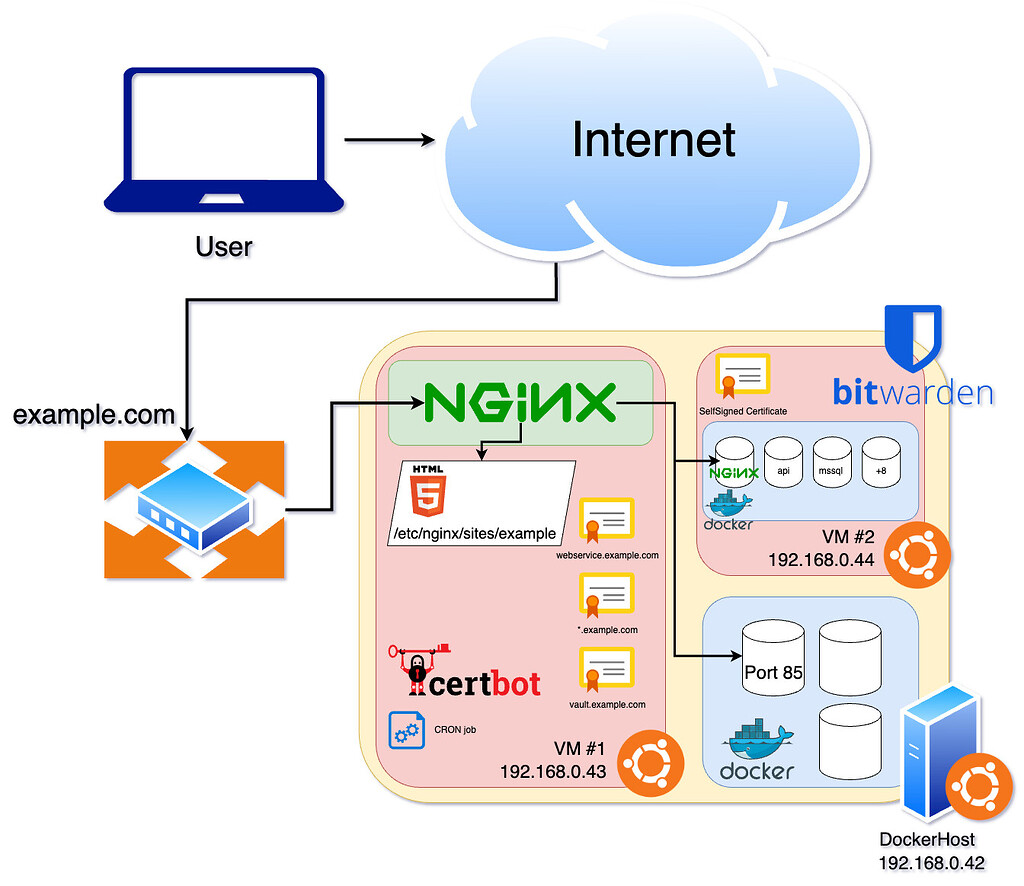 Internet
User
example.com
NGiNX
HTML
5
/etc/nginx/sites/example
webservice.example.com
*.example.com
vault.example.com
certbot
CRON job
VM #1
192.168.0.43
bitwarden
SelfSigned Certificate
NGiNX
api
mssql
+8
docker
VM #2
192.168.0.44
Port 85
docker
DockerHost
192.168.0.42